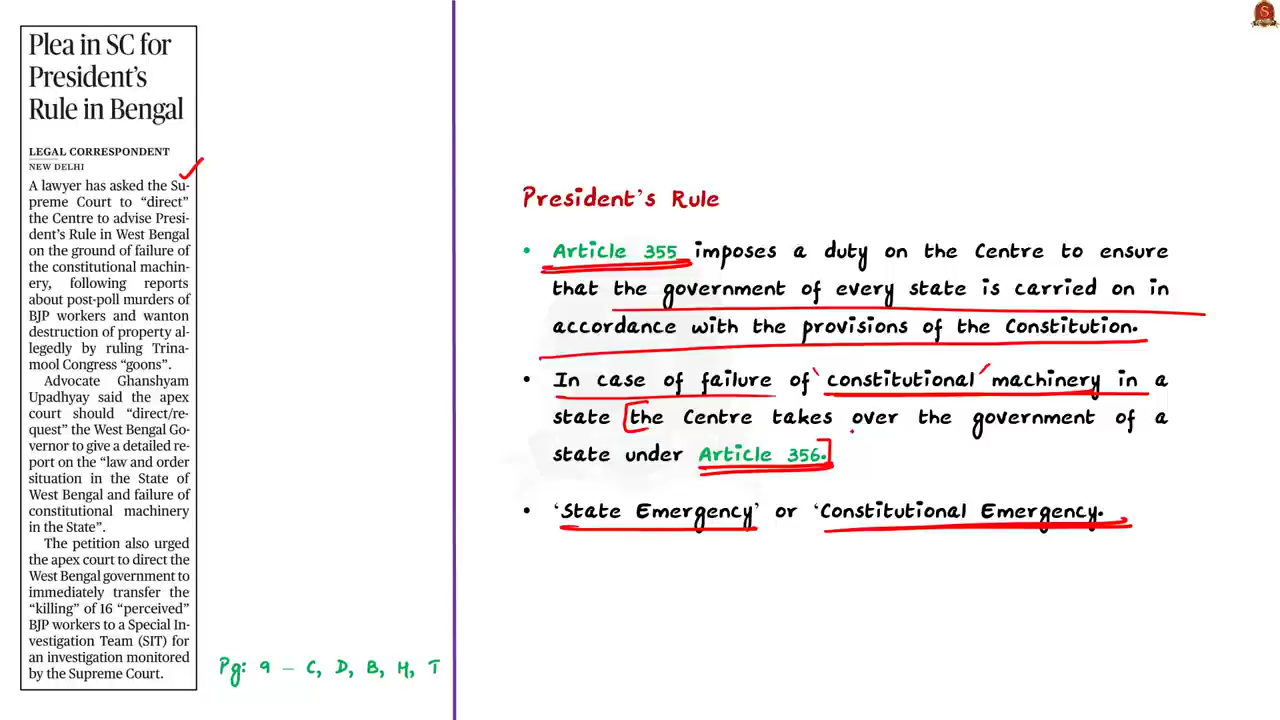 Plea in SC for
President's
Rule in Bengal
LEGAL CORRESPONDENT
NEW DELHI
A lawyer has asked the Su-
preme Court to “direct”
the Centre to advise Presi-
dent's Rule in West Bengal
on the ground of failure of
the constitutional machin-
ery, following reports
about post-poll murders of
BJP workers and wanton
destruction of property al-
legedly by ruling Trina-
mool Congress “goons”.
Advocate Ghanshyam
Upadhyay said the apex
court should “direct/re-
quest” the West Bengal Go-
vernor to give a detailed re-
port on the “law and order
situation in the State of
West Bengal and failure of
constitutional machinery
in the State”.
The petition also urged
the apex court to direct the
West Bengal government to
immediately transfer the
“killing” of 16 “perceived”
BJP workers to a Special In-
vestigation Team (SIT) for
an investigation monitored
by the Supreme Court.
Pg: 9 – C, D, B, H, T
President's Rule
• Article 355 imposes a duty on the Centre to ensure
that the government of every state is carried on in
accordance with the provisions of the Constitution.
• In case of failure of ‘constitutional’ machinery in a
state [the Centre takes over the government of a
state under Article 356.]
• ‘State Emergency’ or ‘Constitutional Emergency.
S